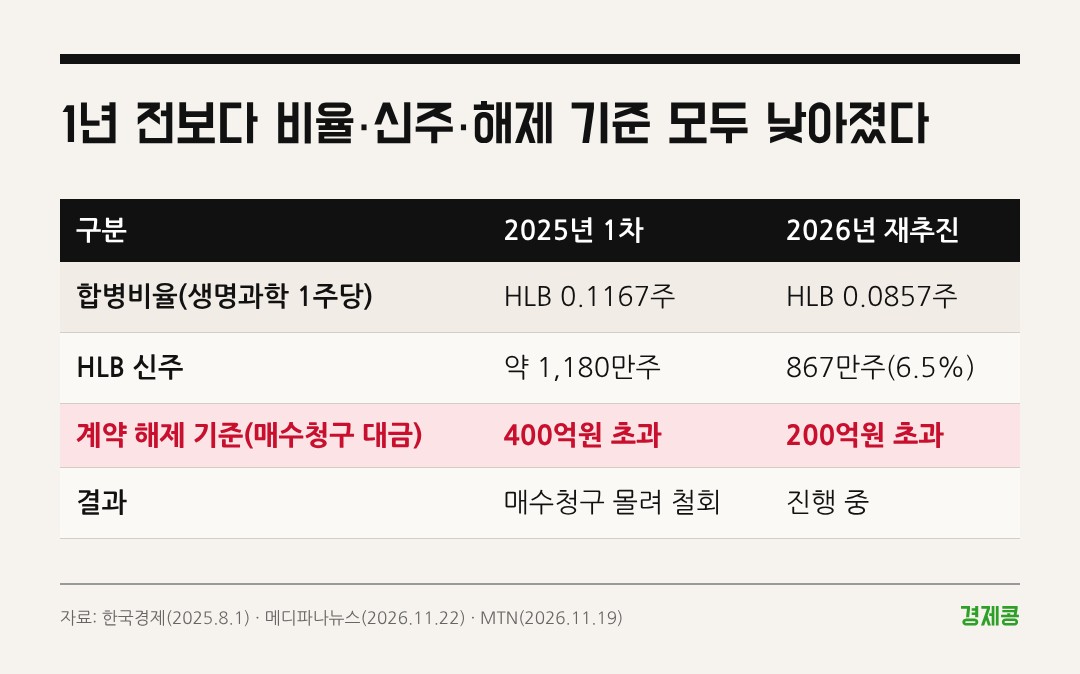 1년 전보다 비율·신주·해제 기준 모두 낮아졌다
구분 2025년 1차 2026년 재추진
합병비율(생명과학 1주당) HLB 0.1167주 HLB 0.0857주
HLB 신주 약 1,180만주 867만주(6.5%)
계약 해제 기준(매수청구 대금) 400억원 초과 200억원 초과
결과 매수청구 몰려 철회 진행 중
자료: 한국경제(2025.8.1) · 메디파나뉴스(2026.11.22) · MTN(2026.11.19) 경제콩